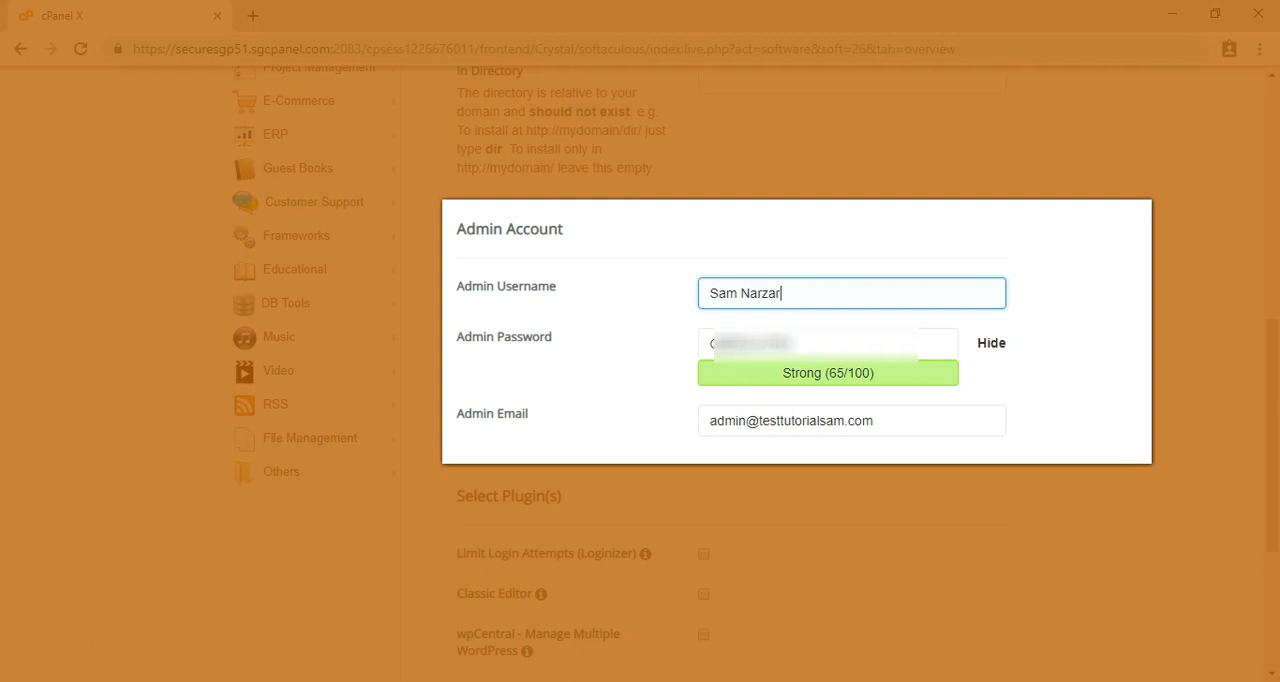 cPanel X
https://securesgp51.sgcpanel.com:2083/cpsess1226676011/frontend/Crystal/softaculous/index.live.php?act=software&soft=26&tab=overview
Project Management
E-Commerce
ERP
Guest Books
Customer Support
Frameworks
Educational
DB Tools
Music
Video
RSS
File Management
Others
In Directory
The directory is relative to your
domain and should not exist. e.g.
To install at http://mydomain/dir/ just
type dir. To install only in
http://mydomain/ leave this empty.
Admin Account
Admin Username
Sam Narzar
Admin Password
Hide
Strong (65/100)
Admin Email
admin@testtutorialsam.com
Select Plugin(s)
Limit Login Attempts (Loginizer)
Classic Editor
wpCentral - Manage Multiple
WordPress